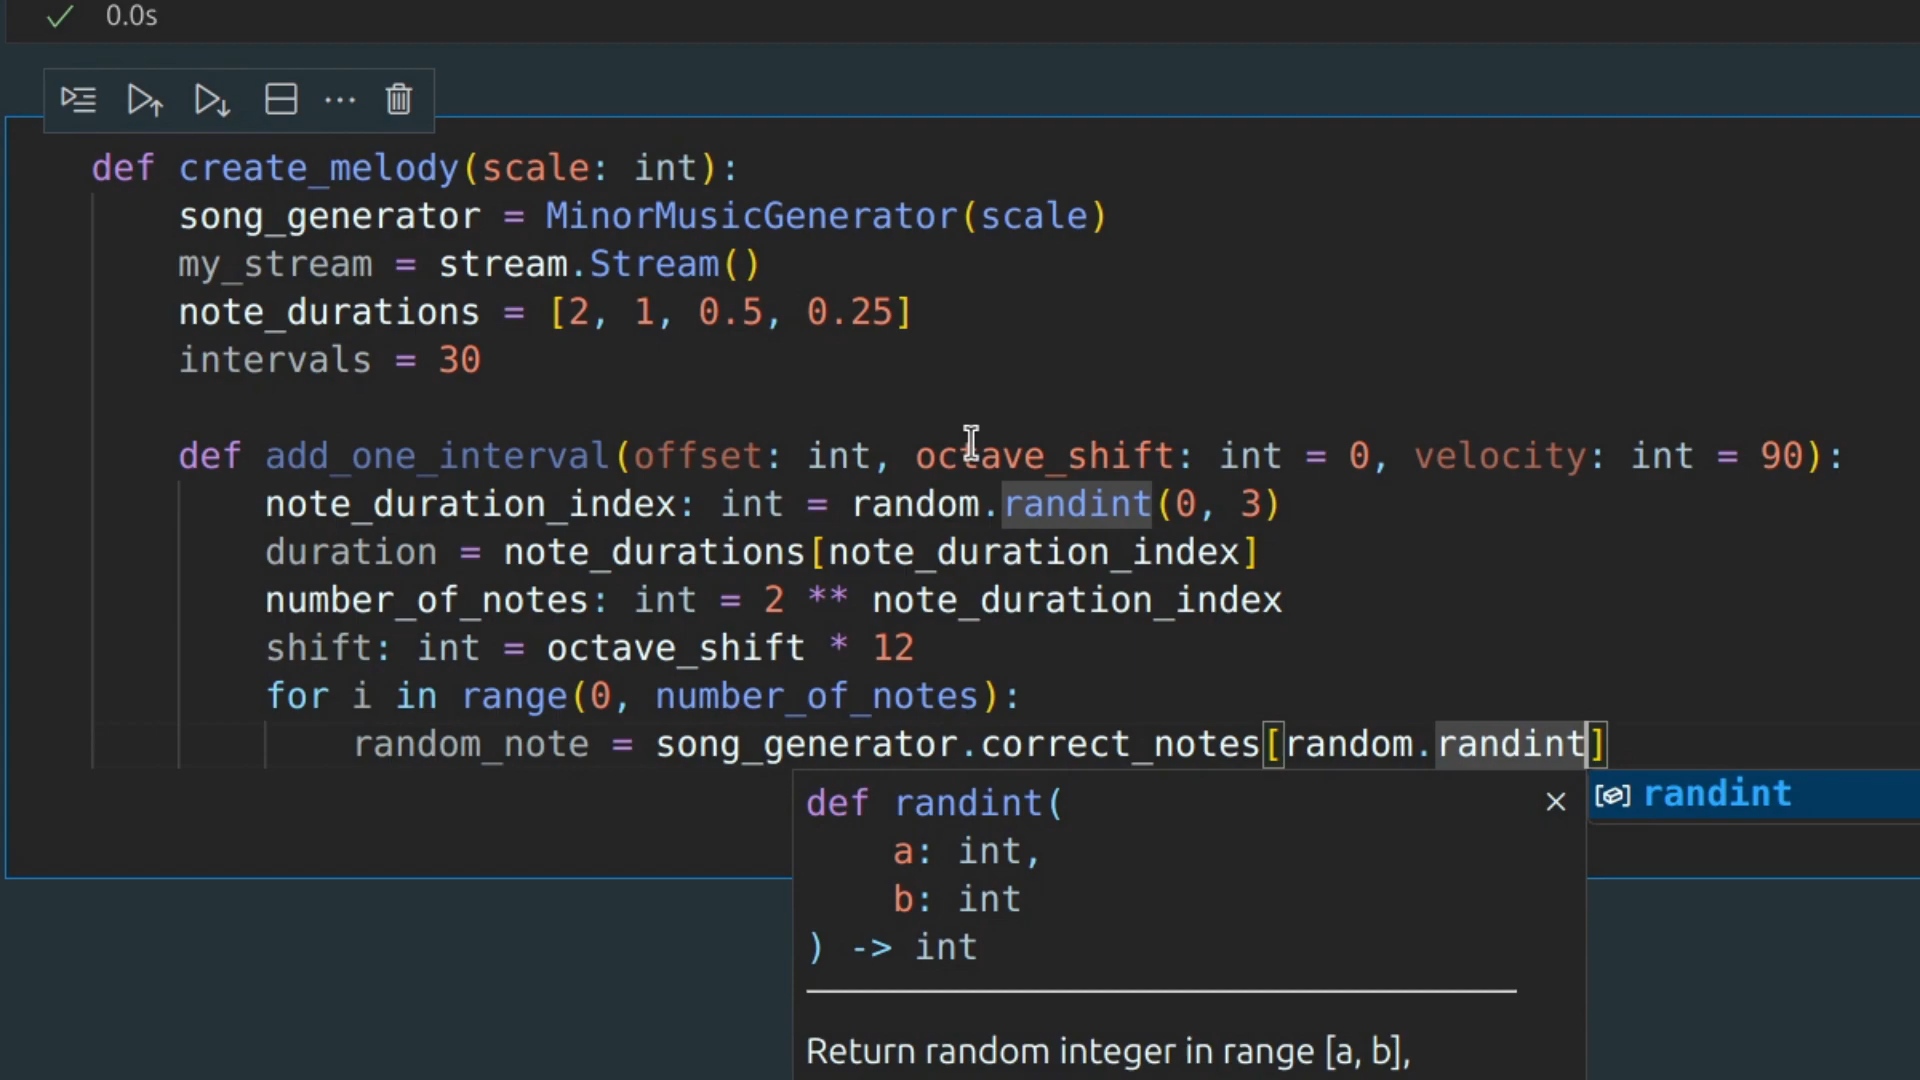 0.0s
def create_melody(scale: int):
song_generator = MinorMusicGenerator(scale)
my_stream = stream.Stream()
note_durations = [2, 1, 0.5, 0.25]
intervals = 30
def add_one_interval(offset: int, octave_shift: int = 0, velocity: int = 90):
note_duration_index: int = random.randint(0, 3)
duration = note_durations[note_duration_index]
number_of_notes: int = 2 ** note_duration_index
shift: int = octave_shift * 12
for i in range(0, number_of_notes):
random_note = song_generator.correct_notes[random.randint]
randint
def randint(
a: int,
b: int
) -> int
Return random integer in range [a, b],